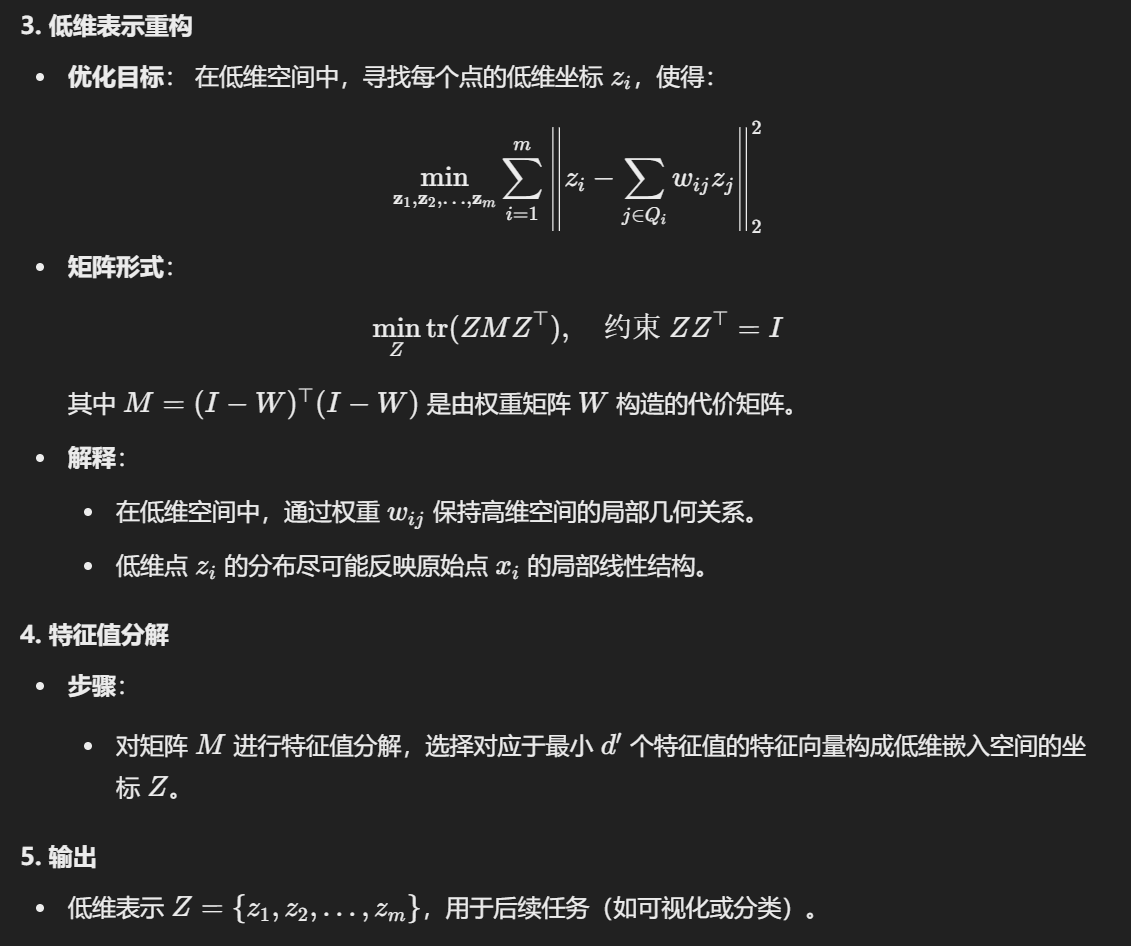 3. 低维表示重构
• 优化目标： 在低维空间中，寻找每个点的低维坐标 $z_i$，使得：
$$\min_{\mathbf{z}_1,\mathbf{z}_2,\ldots,\mathbf{z}_m} \sum_{i=1}^{m} \left\| z_i - \sum_{j\in Q_i} w_{ij} z_j \right\|_2^2$$
• 矩阵形式：
$$\min_{Z} \operatorname{tr}(ZMZ^\top), \quad \text{约束 } ZZ^\top = I$$
其中 $M = (I - W)^\top (I - W)$ 是由权重矩阵 $W$ 构造的代价矩阵。
• 解释：
• 在低维空间中，通过权重 $w_{ij}$ 保持高维空间的局部几何关系。
• 低维点 $z_i$ 的分布尽可能反映原始点 $x_i$ 的局部线性结构。
4. 特征值分解
• 步骤：
• 对矩阵 $M$ 进行特征值分解，选择对应于最小 $d'$ 个特征值的特征向量构成低维嵌入空间的坐
标 $Z$。
5. 输出
• 低维表示 $Z = \{z_1, z_2, \ldots, z_m\}$，用于后续任务（如可视化或分类）。